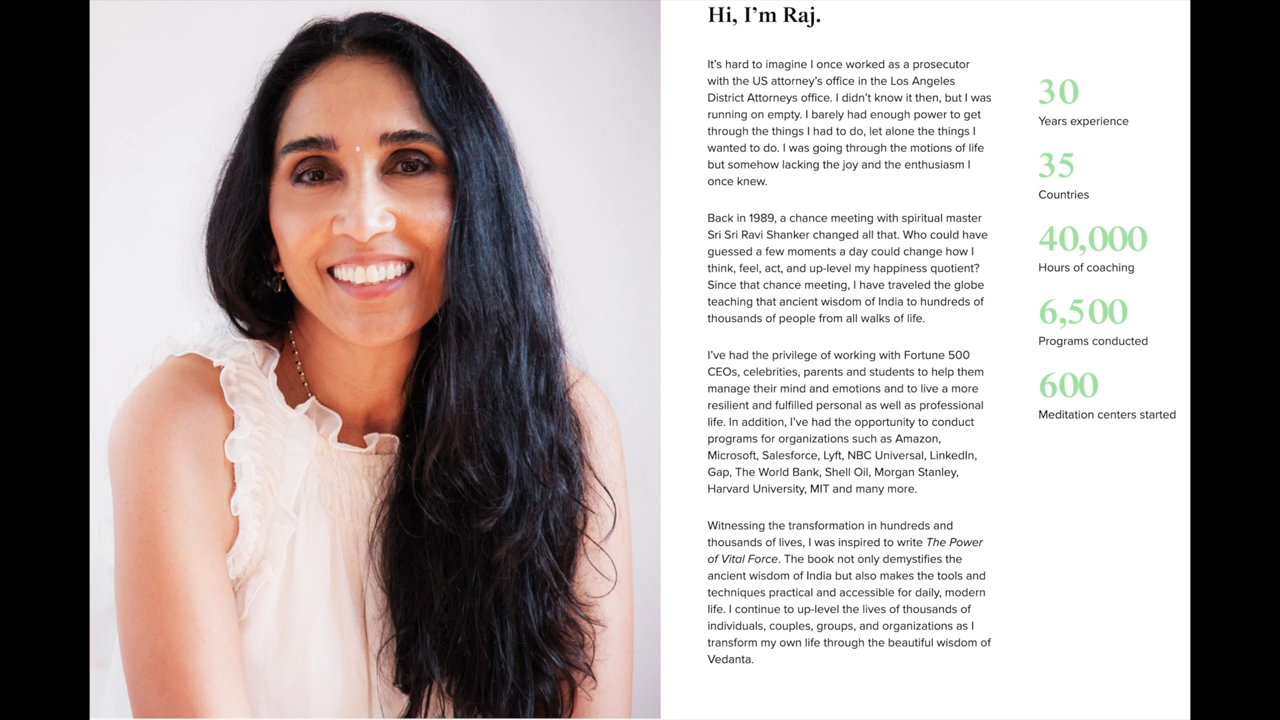 Hi, I’m Raj.
It’s hard to imagine I once worked as a prosecutor
with the US attorney’s office in the Los Angeles
District Attorneys office. I didn’t know it then, but I was
running on empty. I barely had enough power to get
through the things I had to do, let alone the things I
wanted to do. I was going through the motions of life
but somehow lacking the joy and the enthusiasm I
once knew.
Back in 1989, a chance meeting with spiritual master
Sri Sri Ravi Shanker changed all that. Who could have
guessed a few moments a day could change how I
think, feel, act, and up-level my happiness quotient?
Since that chance meeting, I have traveled the globe
teaching that ancient wisdom of India to hundreds of
thousands of people from all walks of life.
I’ve had the privilege of working with Fortune 500
CEOs, celebrities, parents and students to help them
manage their mind and emotions and to live a more
resilient and fulfilled personal as well as professional
life. In addition, I’ve had the opportunity to conduct
programs for organizations such as Amazon,
Microsoft, Salesforce, Lyft, NBC Universal, LinkedIn,
Gap, The World Bank, Shell Oil, Morgan Stanley,
Harvard University, MIT and many more.
Witnessing the transformation in hundreds and
thousands of lives, I was inspired to write The Power
of Vital Force. The book not only demystifies the
ancient wisdom of India but also makes the tools and
techniques practical and accessible for daily, modern
life. I continue to up-level the lives of thousands of
individuals, couples, groups, and organizations as I
transform my own life through the beautiful wisdom of
Vedanta.
30
Years experience
35
Countries
40,000
Hours of coaching
6,500
Programs conducted
600
Meditation centers started